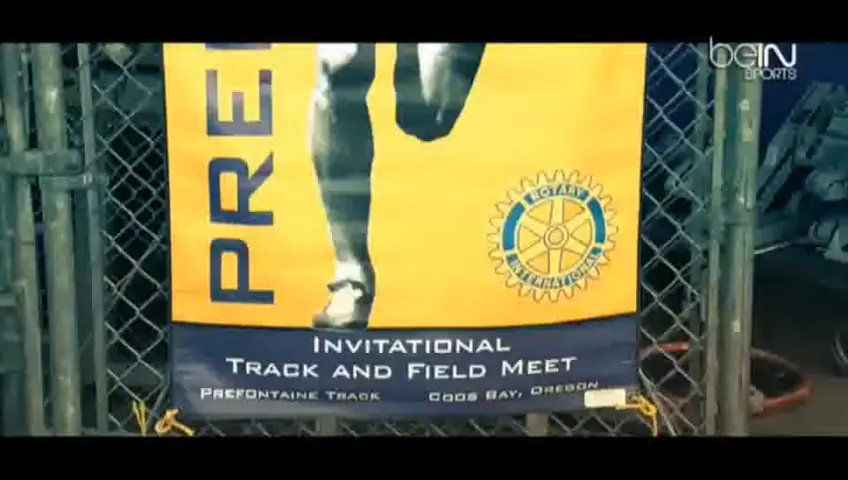 beIN
SPORTS
PRE
ROTARY
INTERNATIONAL
INVITATIONAL
TRACK AND FIELD MEET
PREFONTAINE TRACK COOS BAY, OREGON